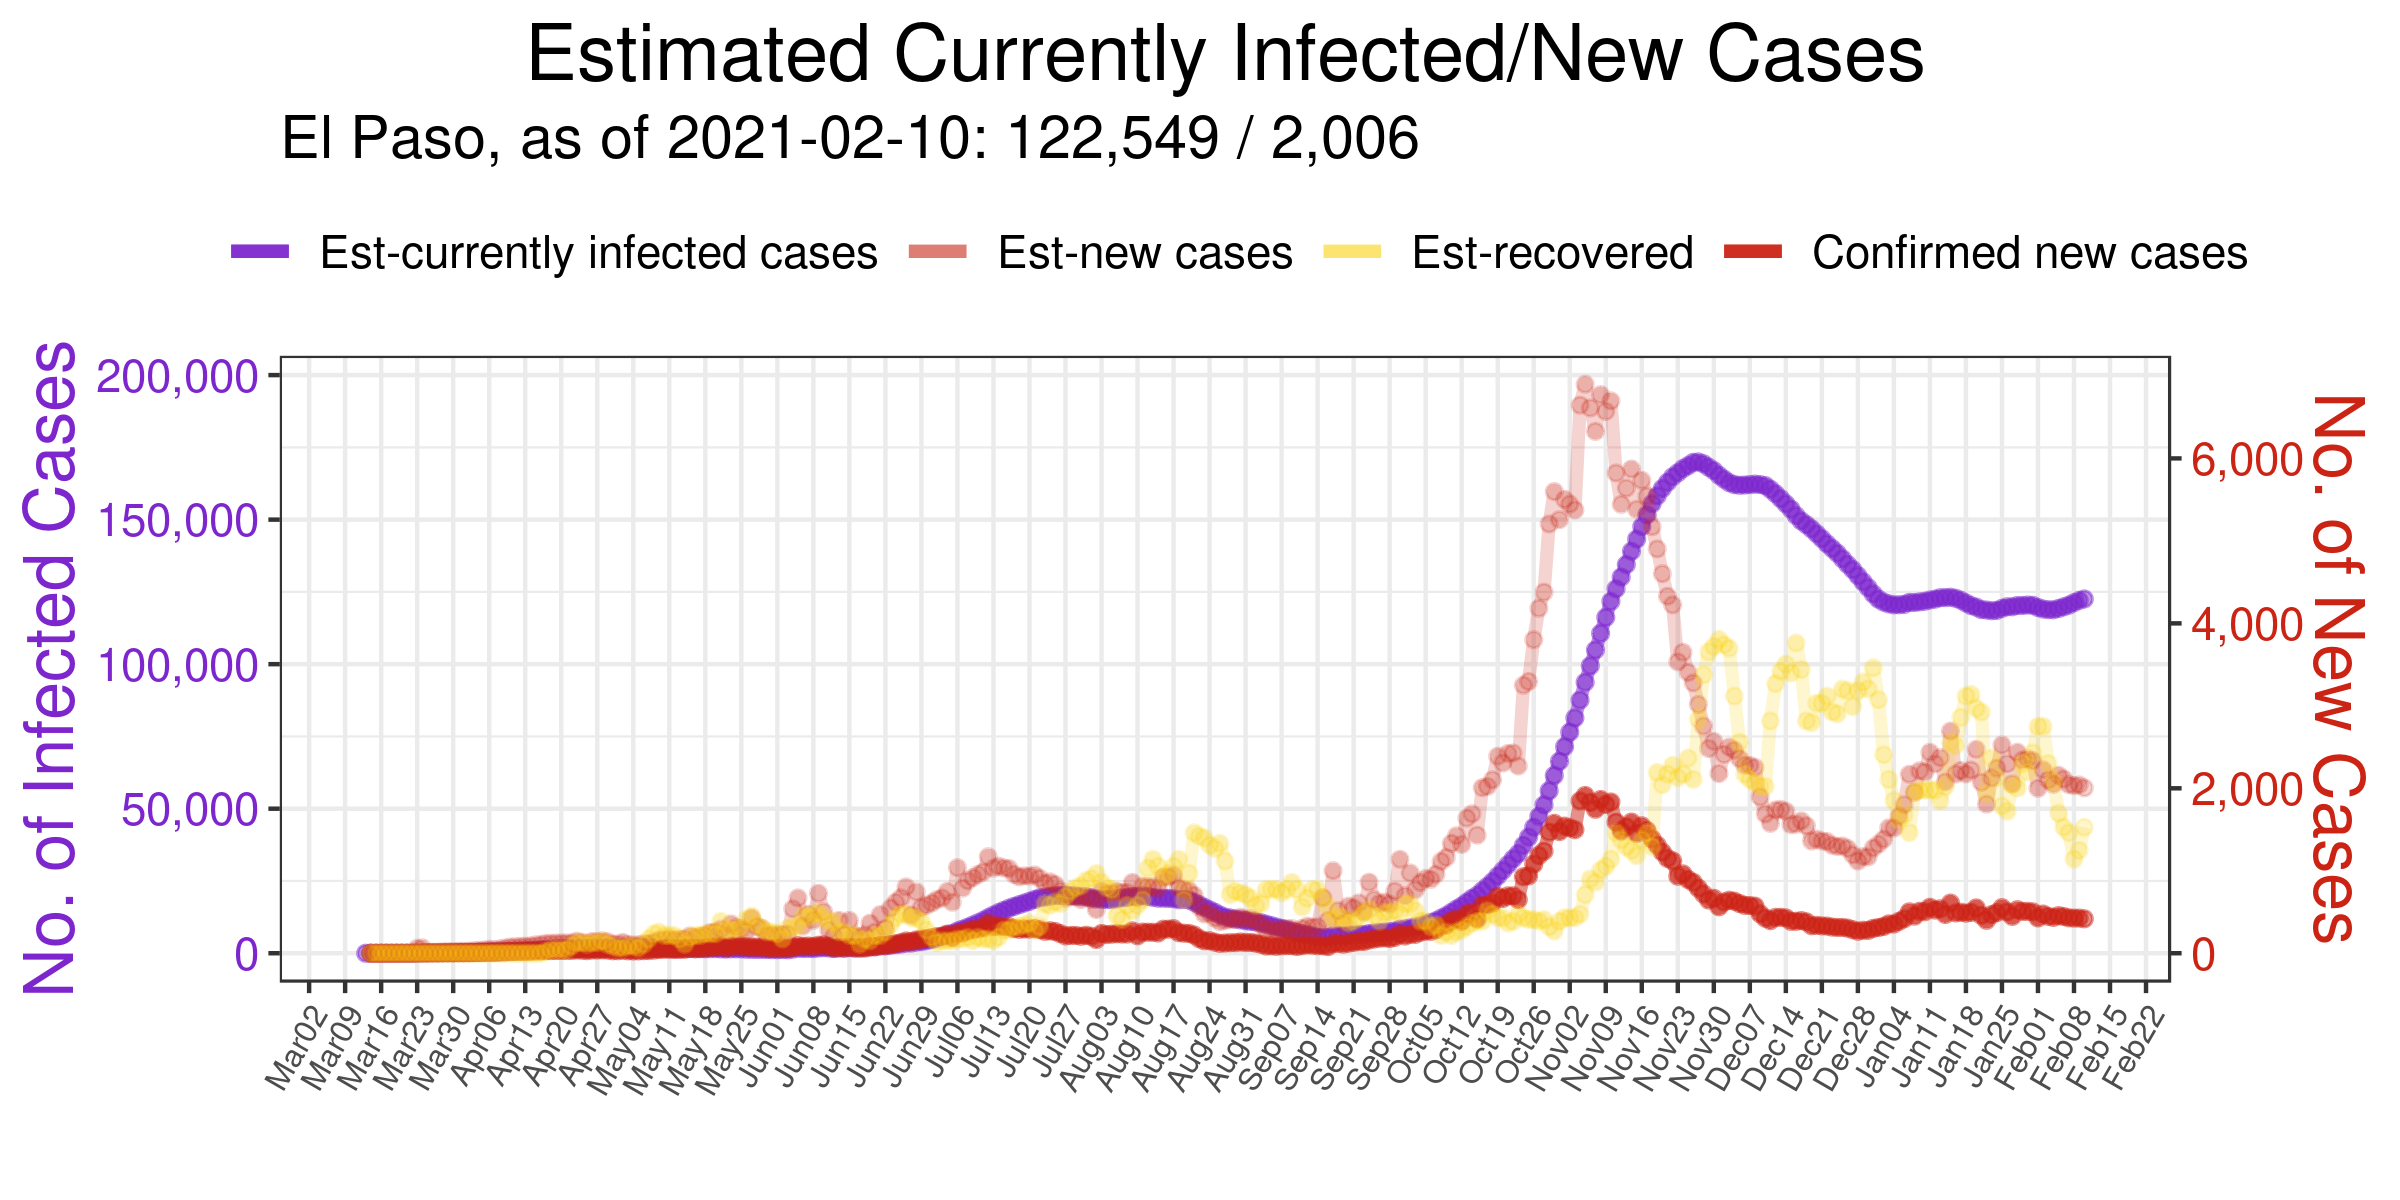 Estimated Currently Infected/New Cases
El Paso, as of 2021-02-10: 122,549 / 2,006
Est-currently infected cases Est-new cases Est-recovered Confirmed new cases
No. of Infected Cases
200,000
150,000
100,000
50,000
0
6,000
4,000
2,000
0
No. of New Cases
Mar02 Mar09 Mar16 Mar23 Mar30 Apr06 Apr13 Apr20 Apr27 May04 May11 May18 May25 Jun01 Jun08 Jun15 Jun22 Jun29 Jul06 Jul13 Jul20 Jul27 Aug03 Aug10 Aug17 Aug24 Aug31 Sep07 Sep14 Sep21 Sep28 Oct05 Oct12 Oct19 Oct26 Nov02 Nov09 Nov16 Nov23 Nov30 Dec07 Dec14 Dec21 Dec28 Jan04 Jan11 Jan18 Jan25 Feb01 Feb08 Feb15 Feb22